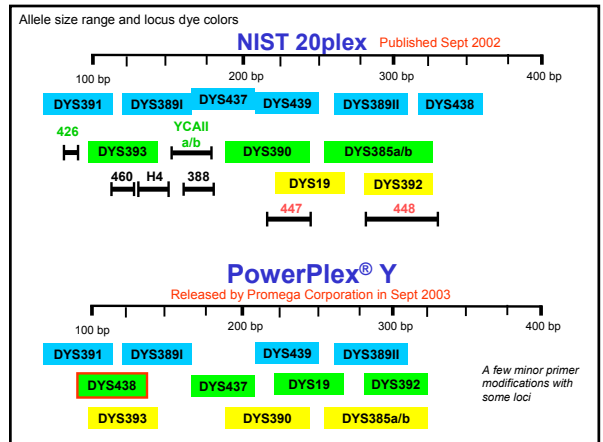 Allele size range and locus dye colors
NIST 20plex Published Sept 2002
100 bp 200 bp 300 bp 400 bp
DYS391 DYS389I DYS437 DYS439 DYS389II DYS438
426 DYS393 YCAII a/b DYS390 DYS385a/b
460 H4 388 DYS19 DYS392
447 448
PowerPlex® Y
Released by Promega Corporation in Sept 2003
100 bp 200 bp 300 bp 400 bp
DYS391 DYS389I DYS439 DYS389II
DYS438 DYS437 DYS19 DYS392
DYS393 DYS390 DYS385a/b
A few minor primer
modifications with
some loci